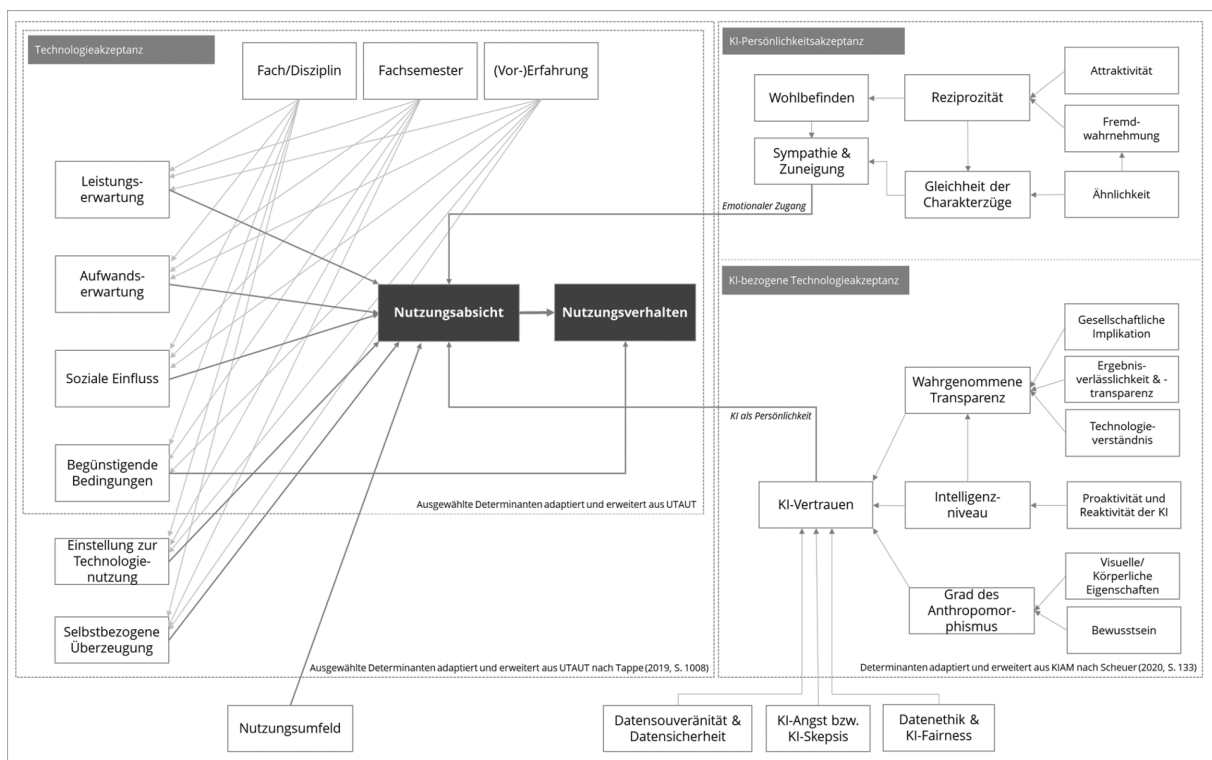 Technologieakzeptanz
Fach/Disziplin
Fachsemester
(Vor-)Erfahrung
Leistungs-
erwartung
Aufwands-
erwartung
Soziale Einfluss
Begünstigende
Bedingungen
Ausgewählte Determinanten adaptiert und erweitert aus UTAUT
Einstellung zur
Technologie-
nutzung
Selbstbezogene
Überzeugung
Ausgewählte Determinanten adaptiert und erweitert aus UTAUT nach Tappe (2019, S. 1008)
Nutzungsabsicht
Nutzungsverhalten
Nutzungsumfeld
KI-Persönlichkeitsakzeptanz
Wohlbefinden
Reziprozität
Attraktivität
Fremd-
wahrnehmung
Sympathie &
Zuneigung
Gleichheit der
Charakterzüge
Ähnlichkeit
Emotionaler Zugang
KI-bezogene Technologieakzeptanz
Gesellschaftliche
Implikation
Wahrgenommene
Transparenz
Ergebnis-
verlässlichkeit & -
transparenz
Technologie-
verständnis
KI als Persönlichkeit
KI-Vertrauen
Intelligenz-
niveau
Proaktivität und
Reaktivität der KI
Grad des
Anthropomor-
phismus
Visuelle/
Körperliche
Eigenschaften
Bewusstsein
Determinanten adaptiert und erweitert aus KIAM nach Scheuer (2020, S. 133)
Datensouveränität &
Datensicherheit
KI-Angst bzw.
KI-Skepsis
Datenethik &
KI-Fairness